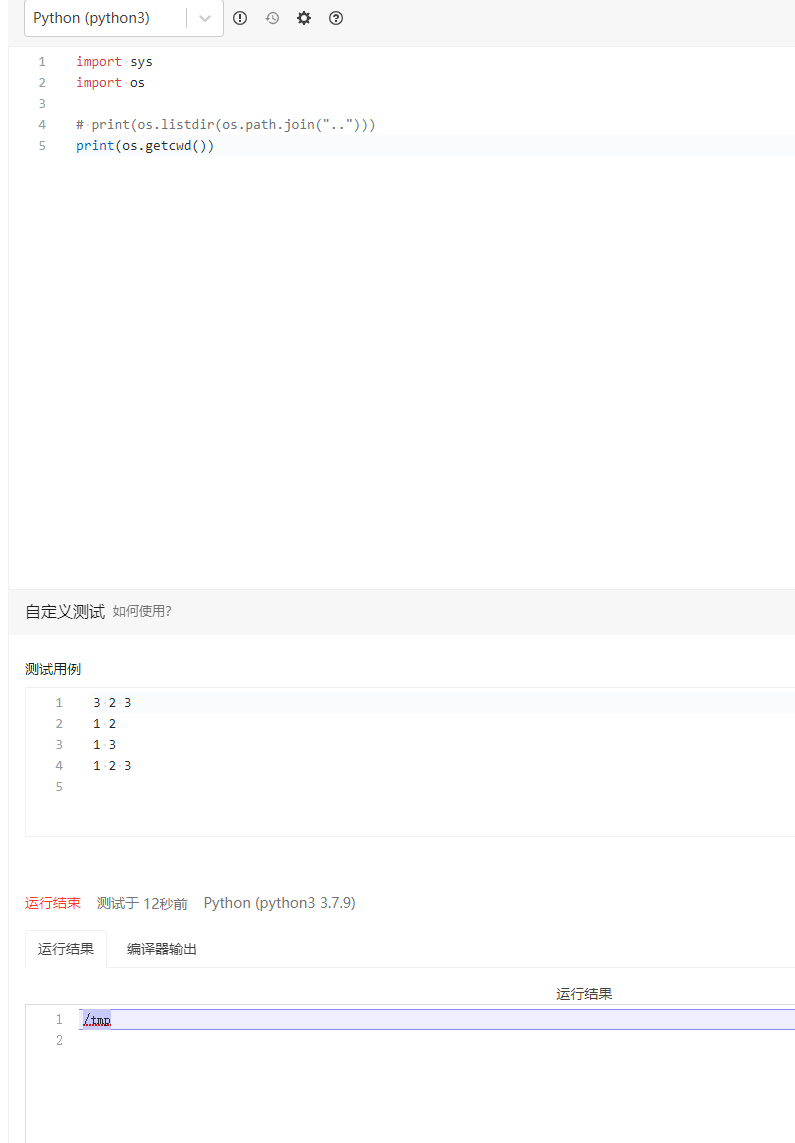 Python (python3)
1 import sys
2 import os
3
4 # print(os.listdir(os.path.join("..")))
5 print(os.getcwd())
自定义测试 如何使用?
测试用例
1 3 2 3
2 1 2
3 1 3
4 1 2 3
5
运行结束 测试于 12秒前 Python (python3 3.7.9)
运行结果 编译器输出
运行结果
1 /tmp
2